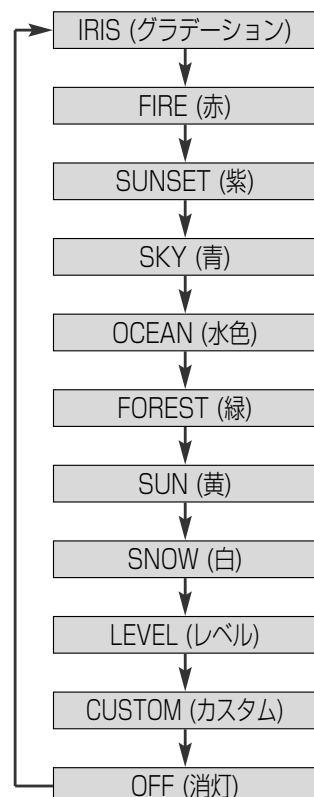 IRIS (グラデーション)
FIRE (赤)
SUNSET (紫)
SKY (青)
OCEAN (水色)
FOREST (緑)
SUN (黄)
SNOW (白)
LEVEL (レベル)
CUSTOM (カスタム)
OFF (消灯)